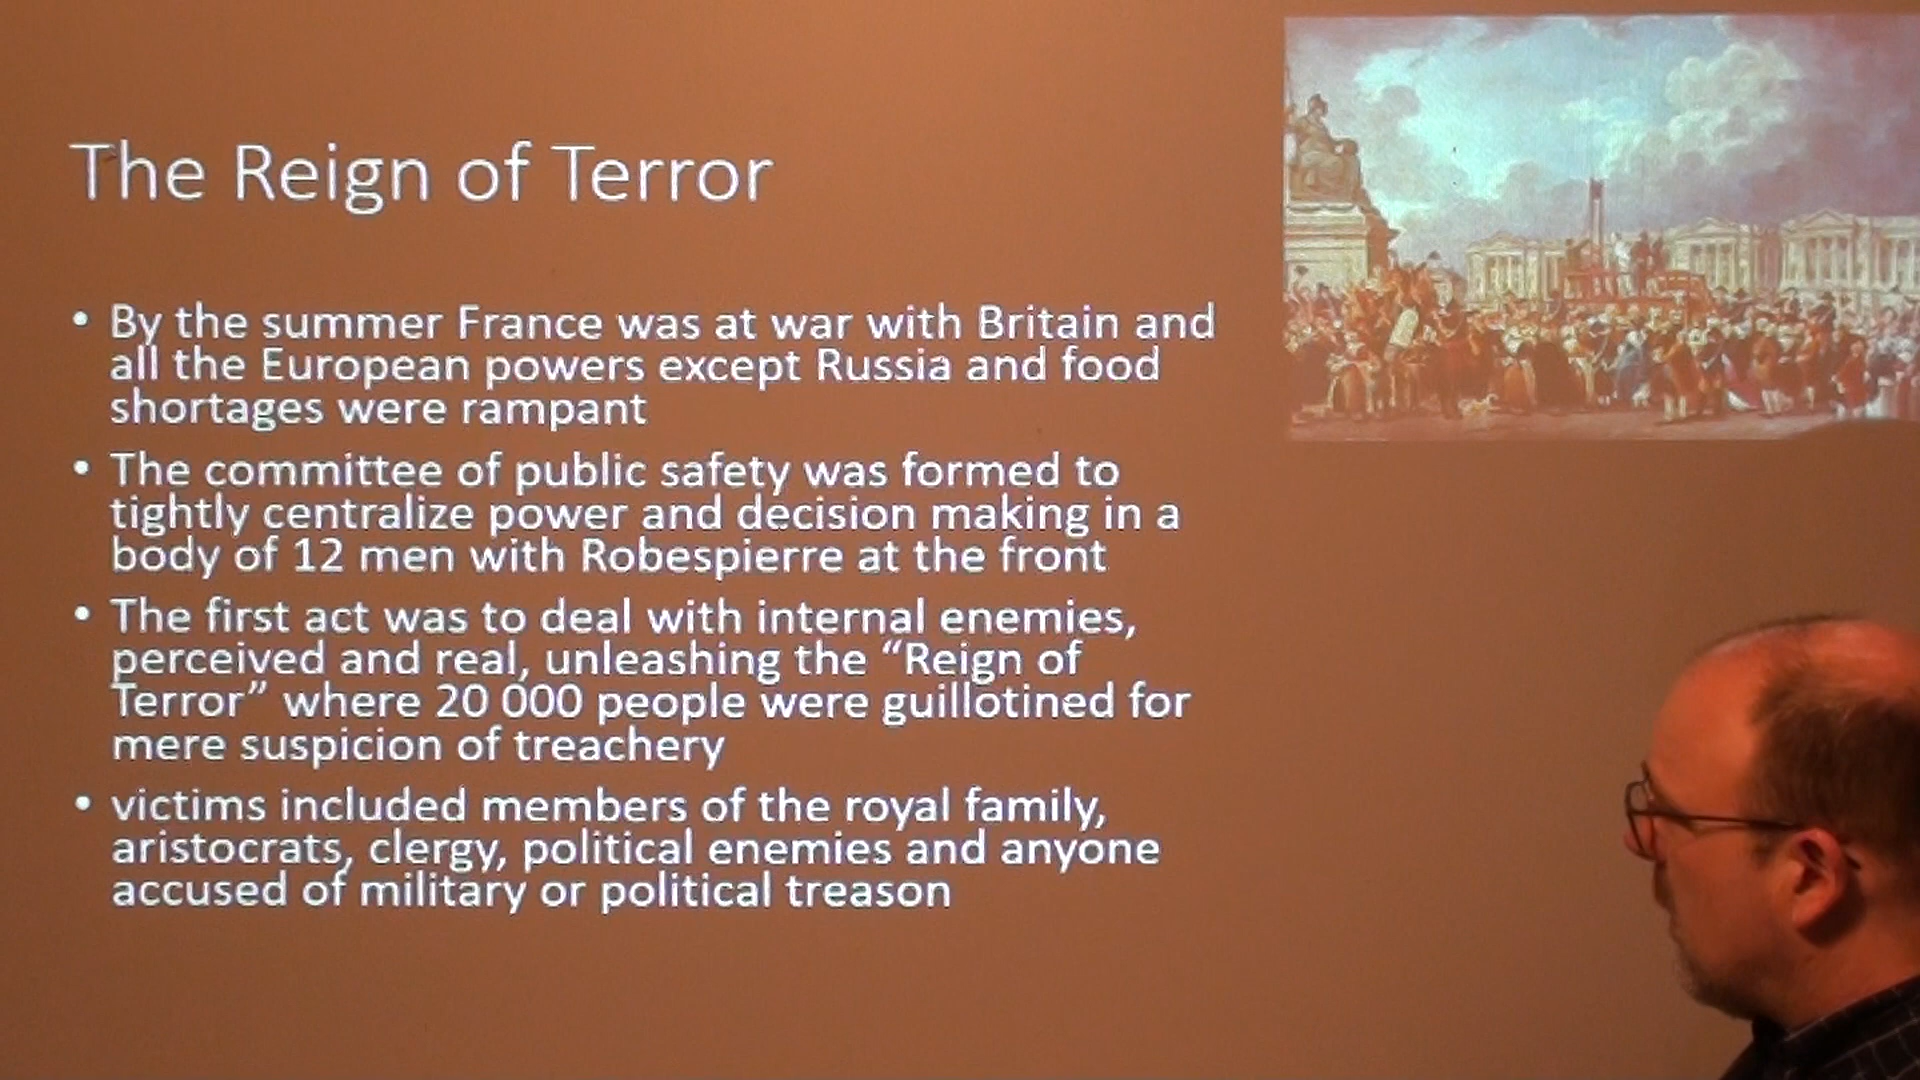 The Reign of Terror
• By the summer France was at war with Britain and
all the European powers except Russia and food
shortages were rampant
• The committee of public safety was formed to
tightly centralize power and decision making in a
body of 12 men with Robespierre at the front
• The first act was to deal with internal enemies,
perceived and real, unleashing the “Reign of
Terror” where 20 000 people were guillotined for
mere suspicion of treachery
• victims included members of the royal family,
aristocrats, clergy, political enemies and anyone
accused of military or political treason